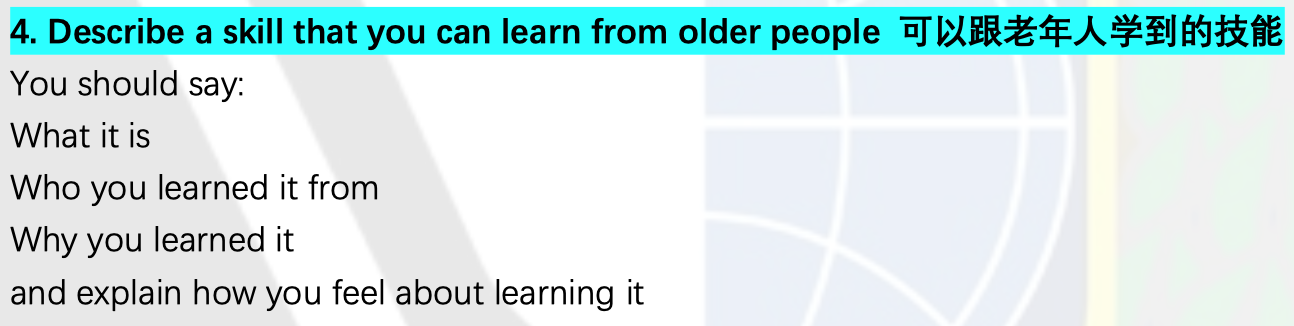 4. Describe a skill that you can learn from older people 可以跟老年人学到的技能
You should say:
What it is
Who you learned it from
Why you learned it
and explain how you feel about learning it